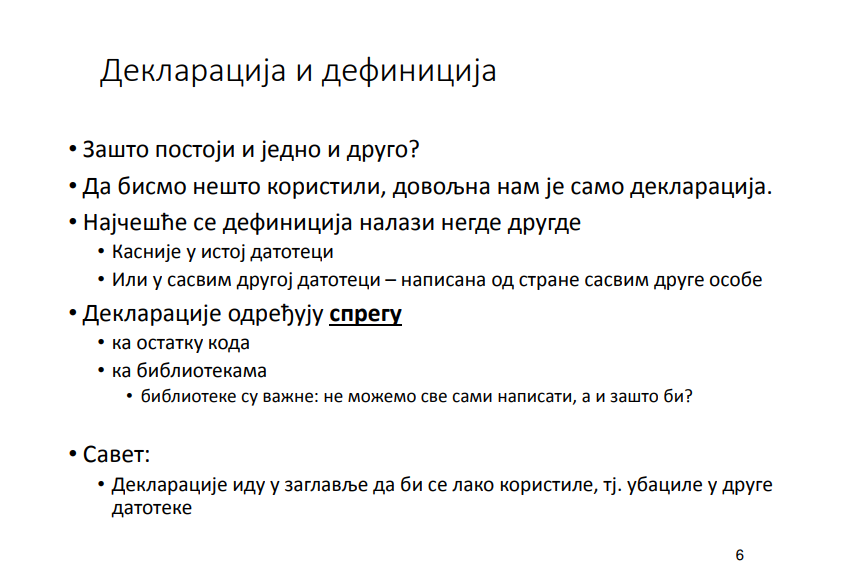 Декларација и дефиниција
• Зашто постоји и једно и друго?
• Да бисмо нешто користили, довољна нам је само декларација.
• Најчешће се дефиниција налази негде другде
• Касније у истој датотеци
• Или у сасвим другој датотеци – написана од стране сасвим друге особе
• Декларације одређују спрегу
• ка остатку кода
• ка библиотекама
• библиотеке су важне: не можемо све сами написати, а и зашто би?
• Савет:
• Декларације иду у заглавље да би се лако користиле, тј. убациле у друге
датотеке
6